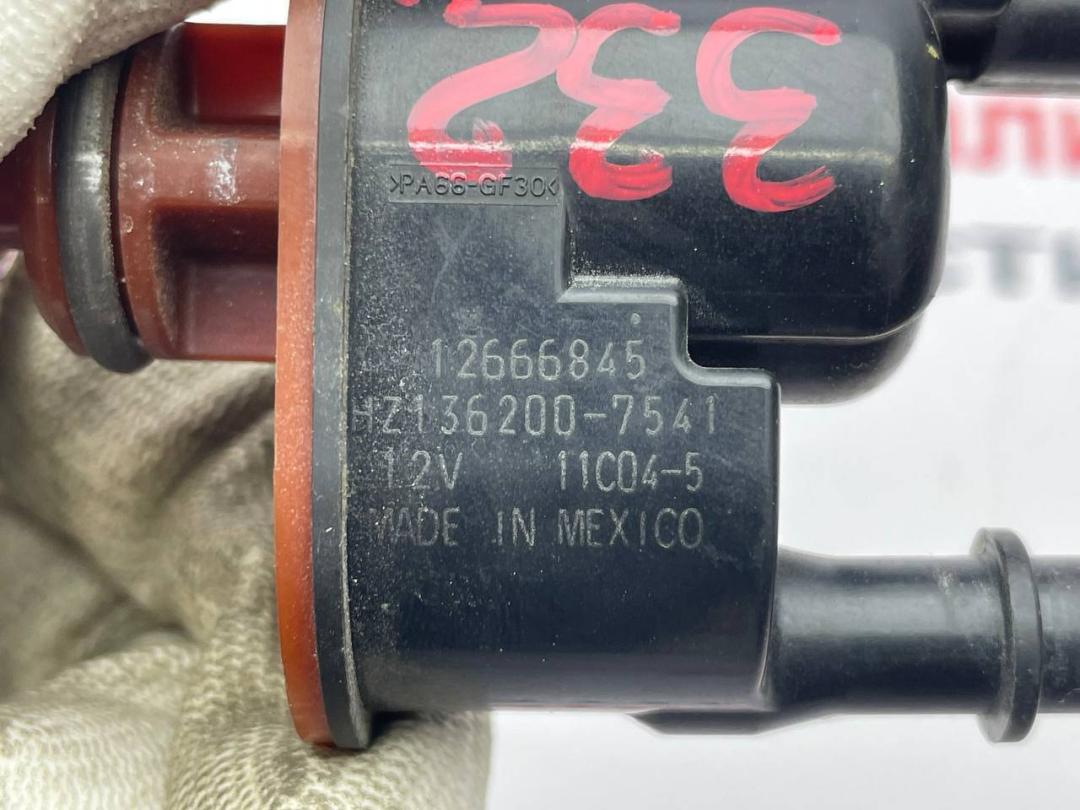 332
>PA66-GF30<
12666845
HZ136200-7541
12V 11C04-5
MADE IN MEXICO